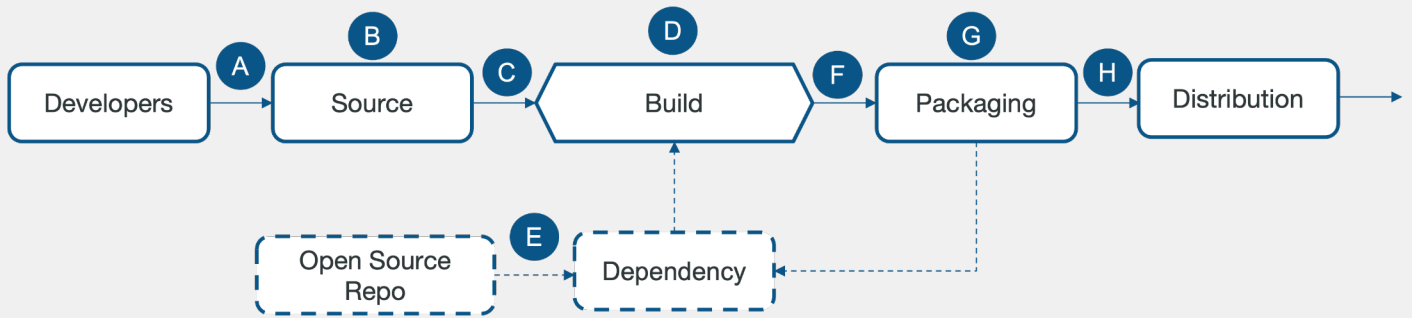 A
B
C
D
F
G
H
Developers
Source
Build
Packaging
Distribution
E
Open Source
Repo
Dependency